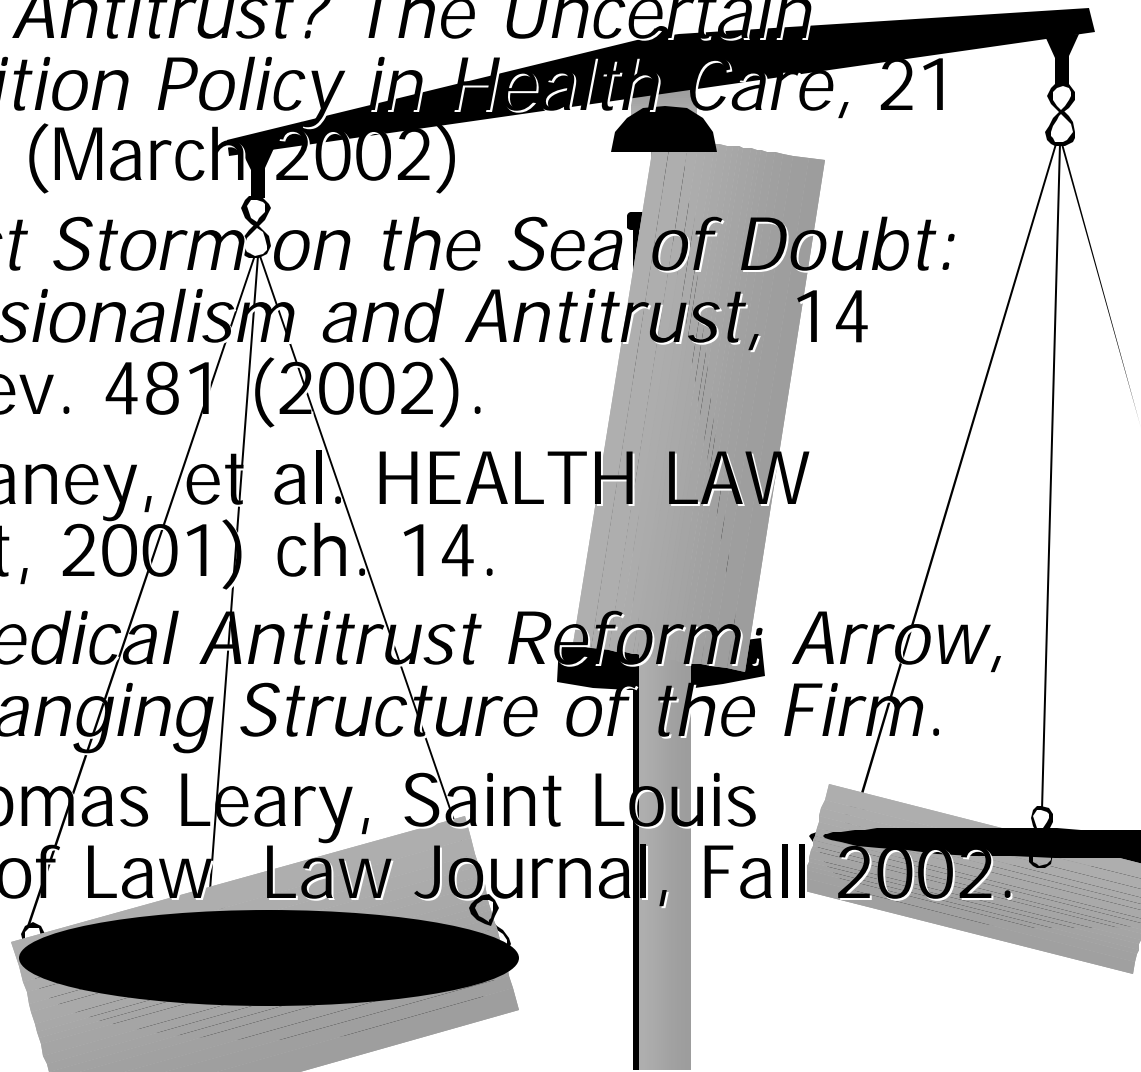 Antitrust? The Uncertain
ition Policy in Health Care, 21
(March 2002)
st Storm on the Sea of Doubt:
sionalism and Antitrust, 14
ev. 481 (2002).
aney, et al. HEALTH LAW
t, 2001) ch. 14.
edical Antitrust Reform: Arrow,
anging Structure of the Firm.
omas Leary, Saint Louis
of Law Law Journal, Fall 2002.